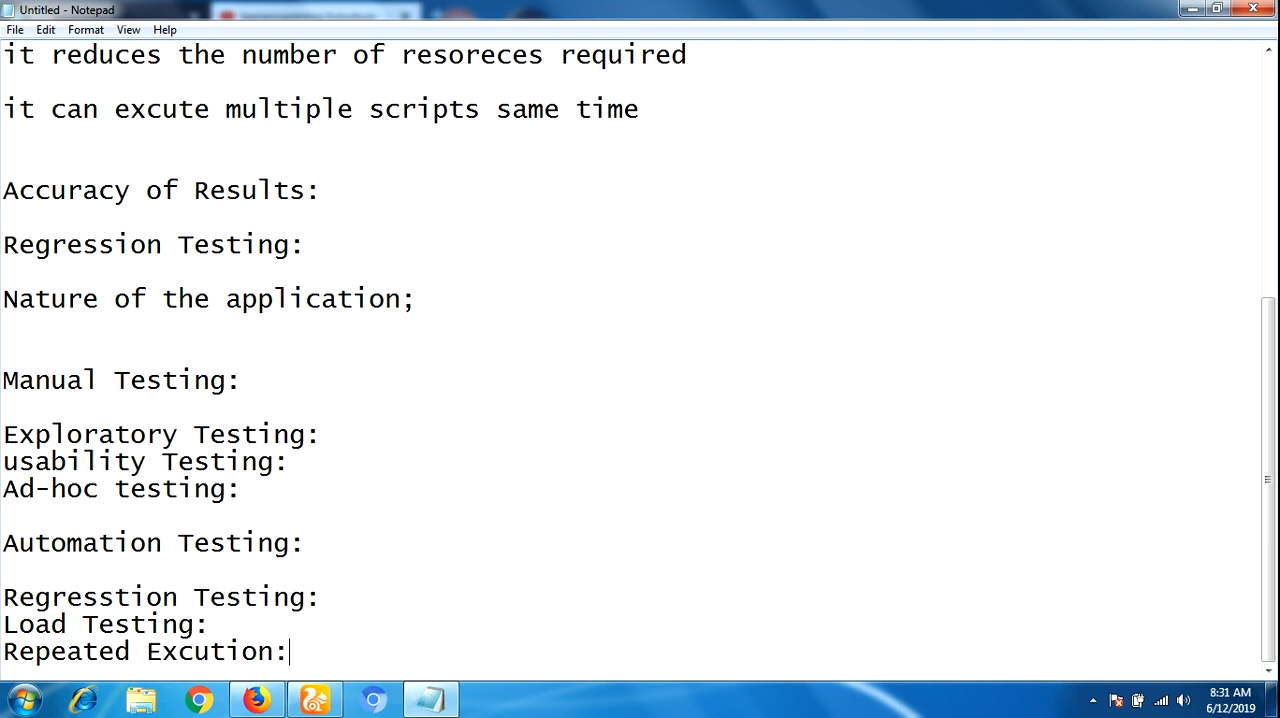 Untitled - Notepad
File Edit Format View Help
it reduces the number of resoreces required
it can excute multiple scripts same time
Accuracy of Results:
Regression Testing:
Nature of the application;
Manual Testing:
Exploratory Testing:
usability Testing:
Ad-hoc testing:
Automation Testing:
Regresstion Testing:
Load Testing:
Repeated Excution:
8:31 AM
6/12/2019